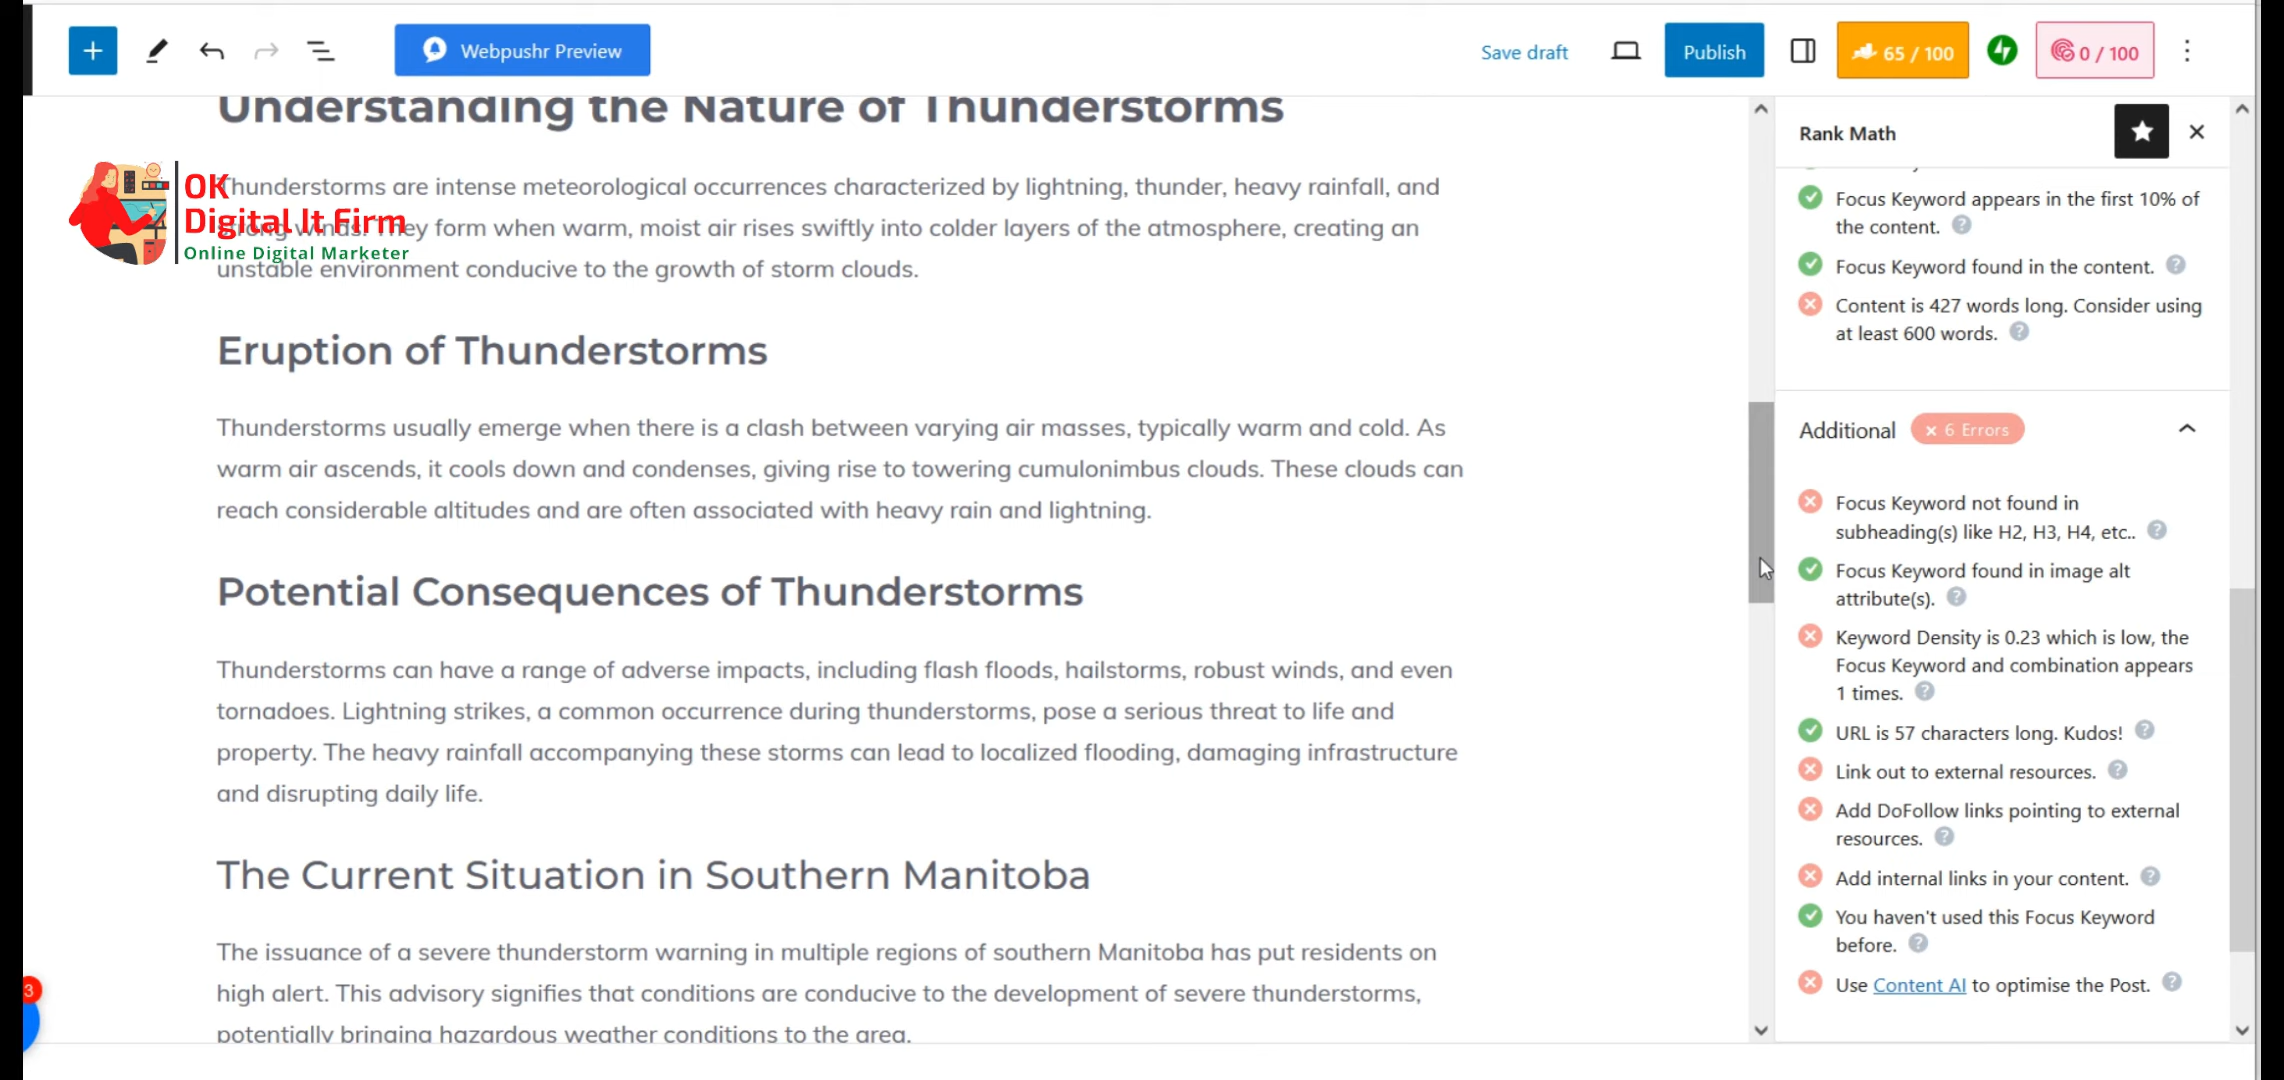 Webpushr Preview
Save draft
Publish
65 / 100
0 / 100
Understanding the Nature of Thunderstorms
Thunderstorms are intense meteorological occurrences characterized by lightning, thunder, heavy rainfall, and
strong winds. They form when warm, moist air rises swiftly into colder layers of the atmosphere, creating an
unstable environment conducive to the growth of storm clouds.
OK
Digital It Firm
Online Digital Marketer
Eruption of Thunderstorms
Thunderstorms usually emerge when there is a clash between varying air masses, typically warm and cold. As
warm air ascends, it cools down and condenses, giving rise to towering cumulonimbus clouds. These clouds can
reach considerable altitudes and are often associated with heavy rain and lightning.
Potential Consequences of Thunderstorms
Thunderstorms can have a range of adverse impacts, including flash floods, hailstorms, robust winds, and even
tornadoes. Lightning strikes, a common occurrence during thunderstorms, pose a serious threat to life and
property. The heavy rainfall accompanying these storms can lead to localized flooding, damaging infrastructure
and disrupting daily life.
The Current Situation in Southern Manitoba
The issuance of a severe thunderstorm warning in multiple regions of southern Manitoba has put residents on
high alert. This advisory signifies that conditions are conducive to the development of severe thunderstorms,
potentially bringing hazardous weather conditions to the area.
3
Rank Math
Focus Keyword appears in the first 10% of
the content.
Focus Keyword found in the content.
Content is 427 words long. Consider using
at least 600 words.
Additional
× 6 Errors
Focus Keyword not found in
subheading(s) like H2, H3, H4, etc..
Focus Keyword found in image alt
attribute(s).
Keyword Density is 0.23 which is low, the
Focus Keyword and combination appears
1 times.
URL is 57 characters long. Kudos!
Link out to external resources.
Add DoFollow links pointing to external
resources.
Add internal links in your content.
You haven't used this Focus Keyword
before.
Use Content AI to optimise the Post.